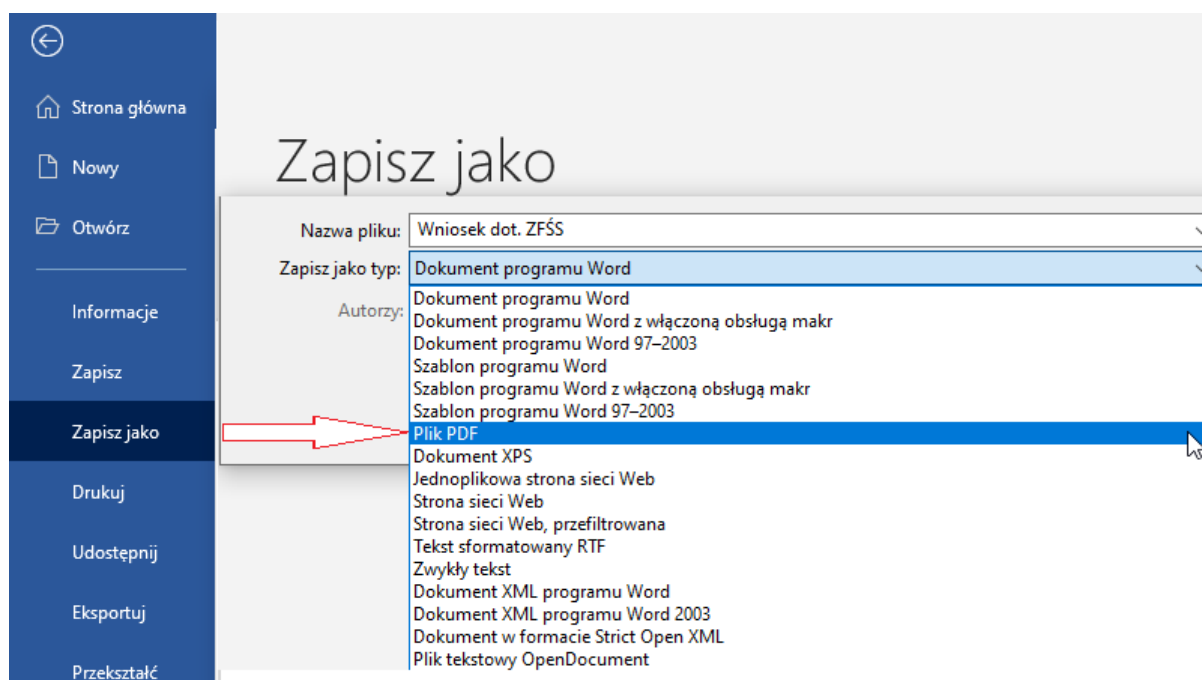 Strona główna
Nowy
Otwórz
Informacje
Zapisz
Zapisz jako
Drukuj
Udostępnij
Eksportuj
Przekształć
Zapisz jako
Nazwa pliku: Wniosek dot. ZFŚS
Zapisz jako typ: Dokument programu Word
Autorzy:
Dokument programu Word
Dokument programu Word z włączoną obsługą makr
Dokument programu Word 97–2003
Szablon programu Word
Szablon programu Word z włączoną obsługą makr
Szablon programu Word 97–2003
Plik PDF
Dokument XPS
Jednoplikowa strona sieci Web
Strona sieci Web
Strona sieci Web, przefiltrowana
Tekst sformatowany RTF
Zwykły tekst
Dokument XML programu Word
Dokument XML programu Word 2003
Dokument w formacie Strict Open XML
Plik tekstowy OpenDocument